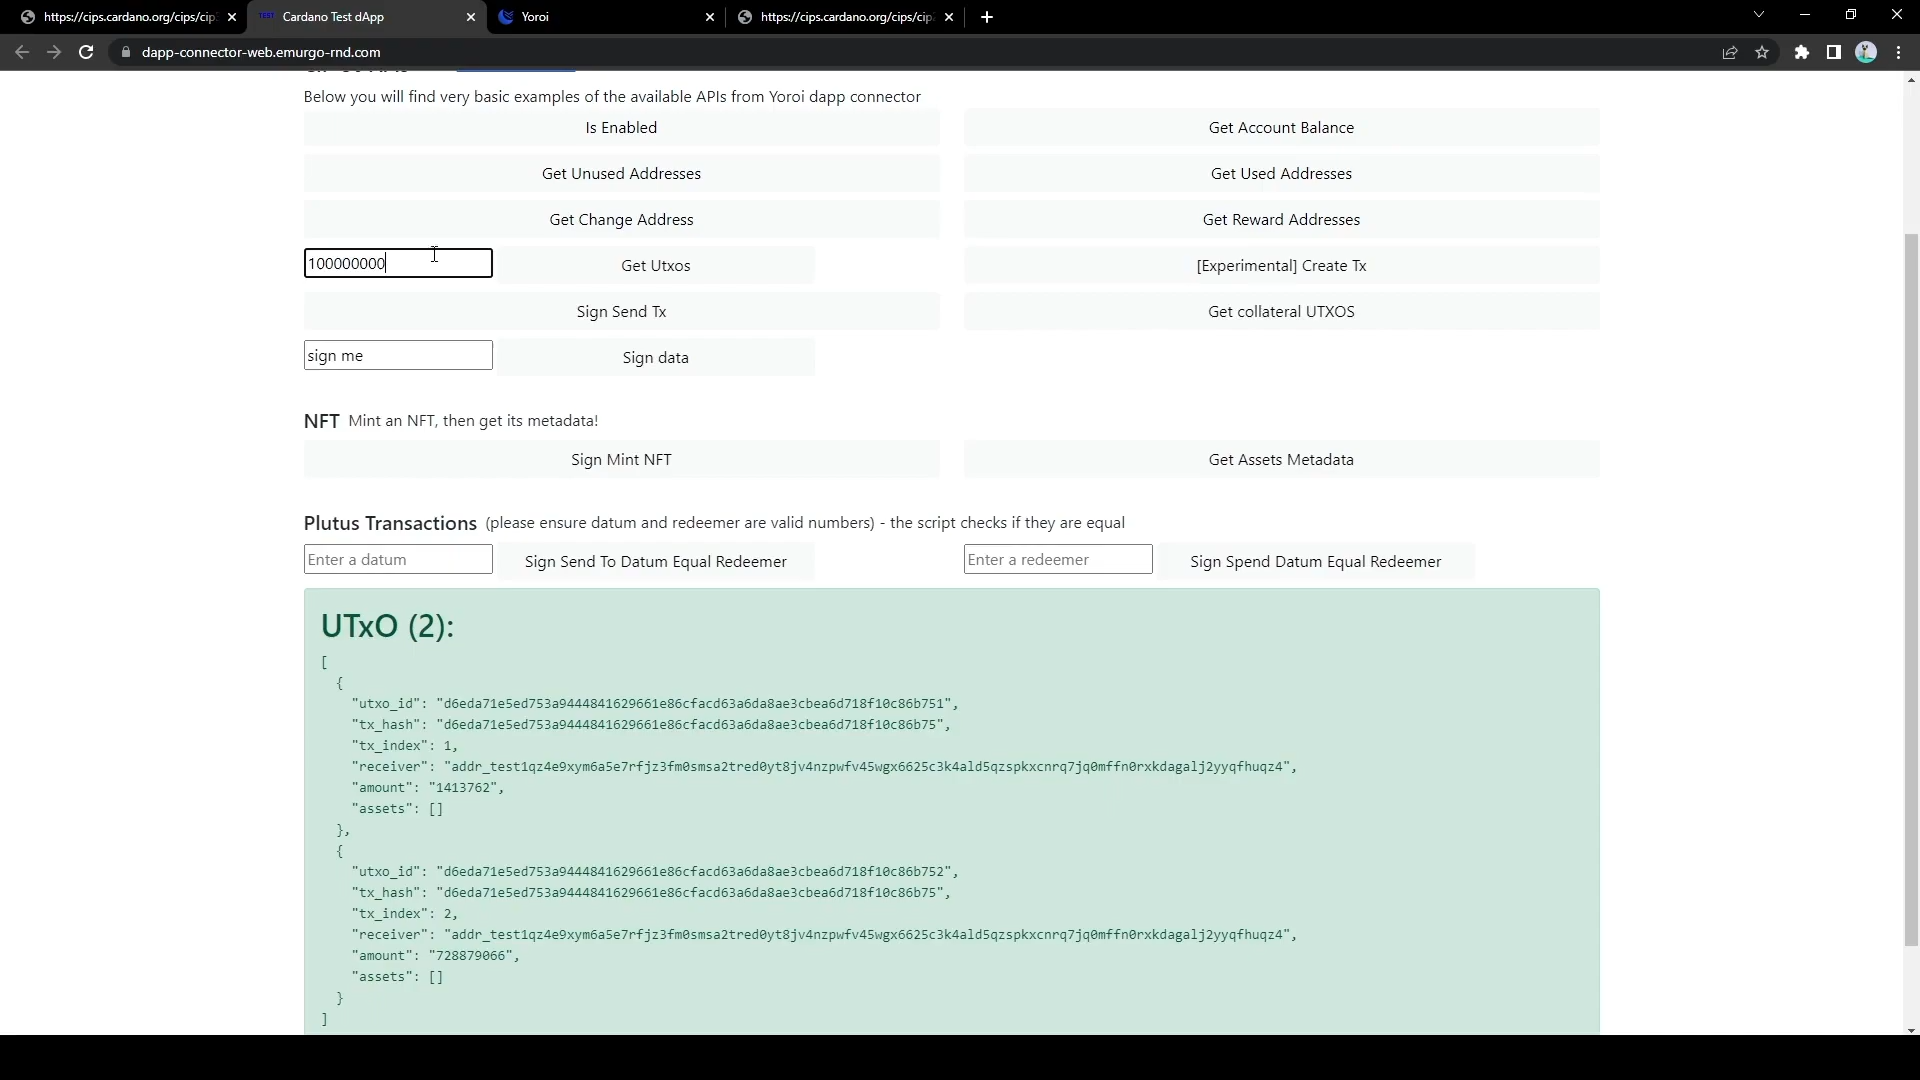 https://cips.cardano.org/cips/cip
Cardano Test dApp
Yoroi
https://cips.cardano.org/cips/cip
dapp-connector-web.emurgo-rnd.com
Below you will find very basic examples of the available APIs from Yoroi dapp connector
Is Enabled
Get Account Balance
Get Unused Addresses
Get Used Addresses
Get Change Address
Get Reward Addresses
100000000
Get Utxos
[Experimental] Create Tx
Sign Send Tx
Get collateral UTXOS
sign me
Sign data
NFT Mint an NFT, then get its metadata!
Sign Mint NFT
Get Assets Metadata
Plutus Transactions (please ensure datum and redeemer are valid numbers) - the script checks if they are equal
Enter a datum
Sign Send To Datum Equal Redeemer
Enter a redeemer
Sign Spend Datum Equal Redeemer
UTxO (2):
[
{
"utxo_id": "d6eda71e5ed753a9444841629661e86cfacd63a6da8ae3cbea6d718f10c86b751",
"tx_hash": "d6eda71e5ed753a9444841629661e86cfacd63a6da8ae3cbea6d718f10c86b75",
"tx_index": 1,
"receiver": "addr_test1qz4e9xym6a5e7rfjz3fm0smsa2tred0yt8jv4nzpwfv45wgx6625c3k4ald5qzspkxcnrq7jq0mffn0rxkdagalj2yyqfhuqz4",
"amount": "1413762",
"assets": []
},
{
"utxo_id": "d6eda71e5ed753a9444841629661e86cfacd63a6da8ae3cbea6d718f10c86b752",
"tx_hash": "d6eda71e5ed753a9444841629661e86cfacd63a6da8ae3cbea6d718f10c86b75",
"tx_index": 2,
"receiver": "addr_test1qz4e9xym6a5e7rfjz3fm0smsa2tred0yt8jv4nzpwfv45wgx6625c3k4ald5qzspkxcnrq7jq0mffn0rxkdagalj2yyqfhuqz4",
"amount": "728879066",
"assets": []
}
]